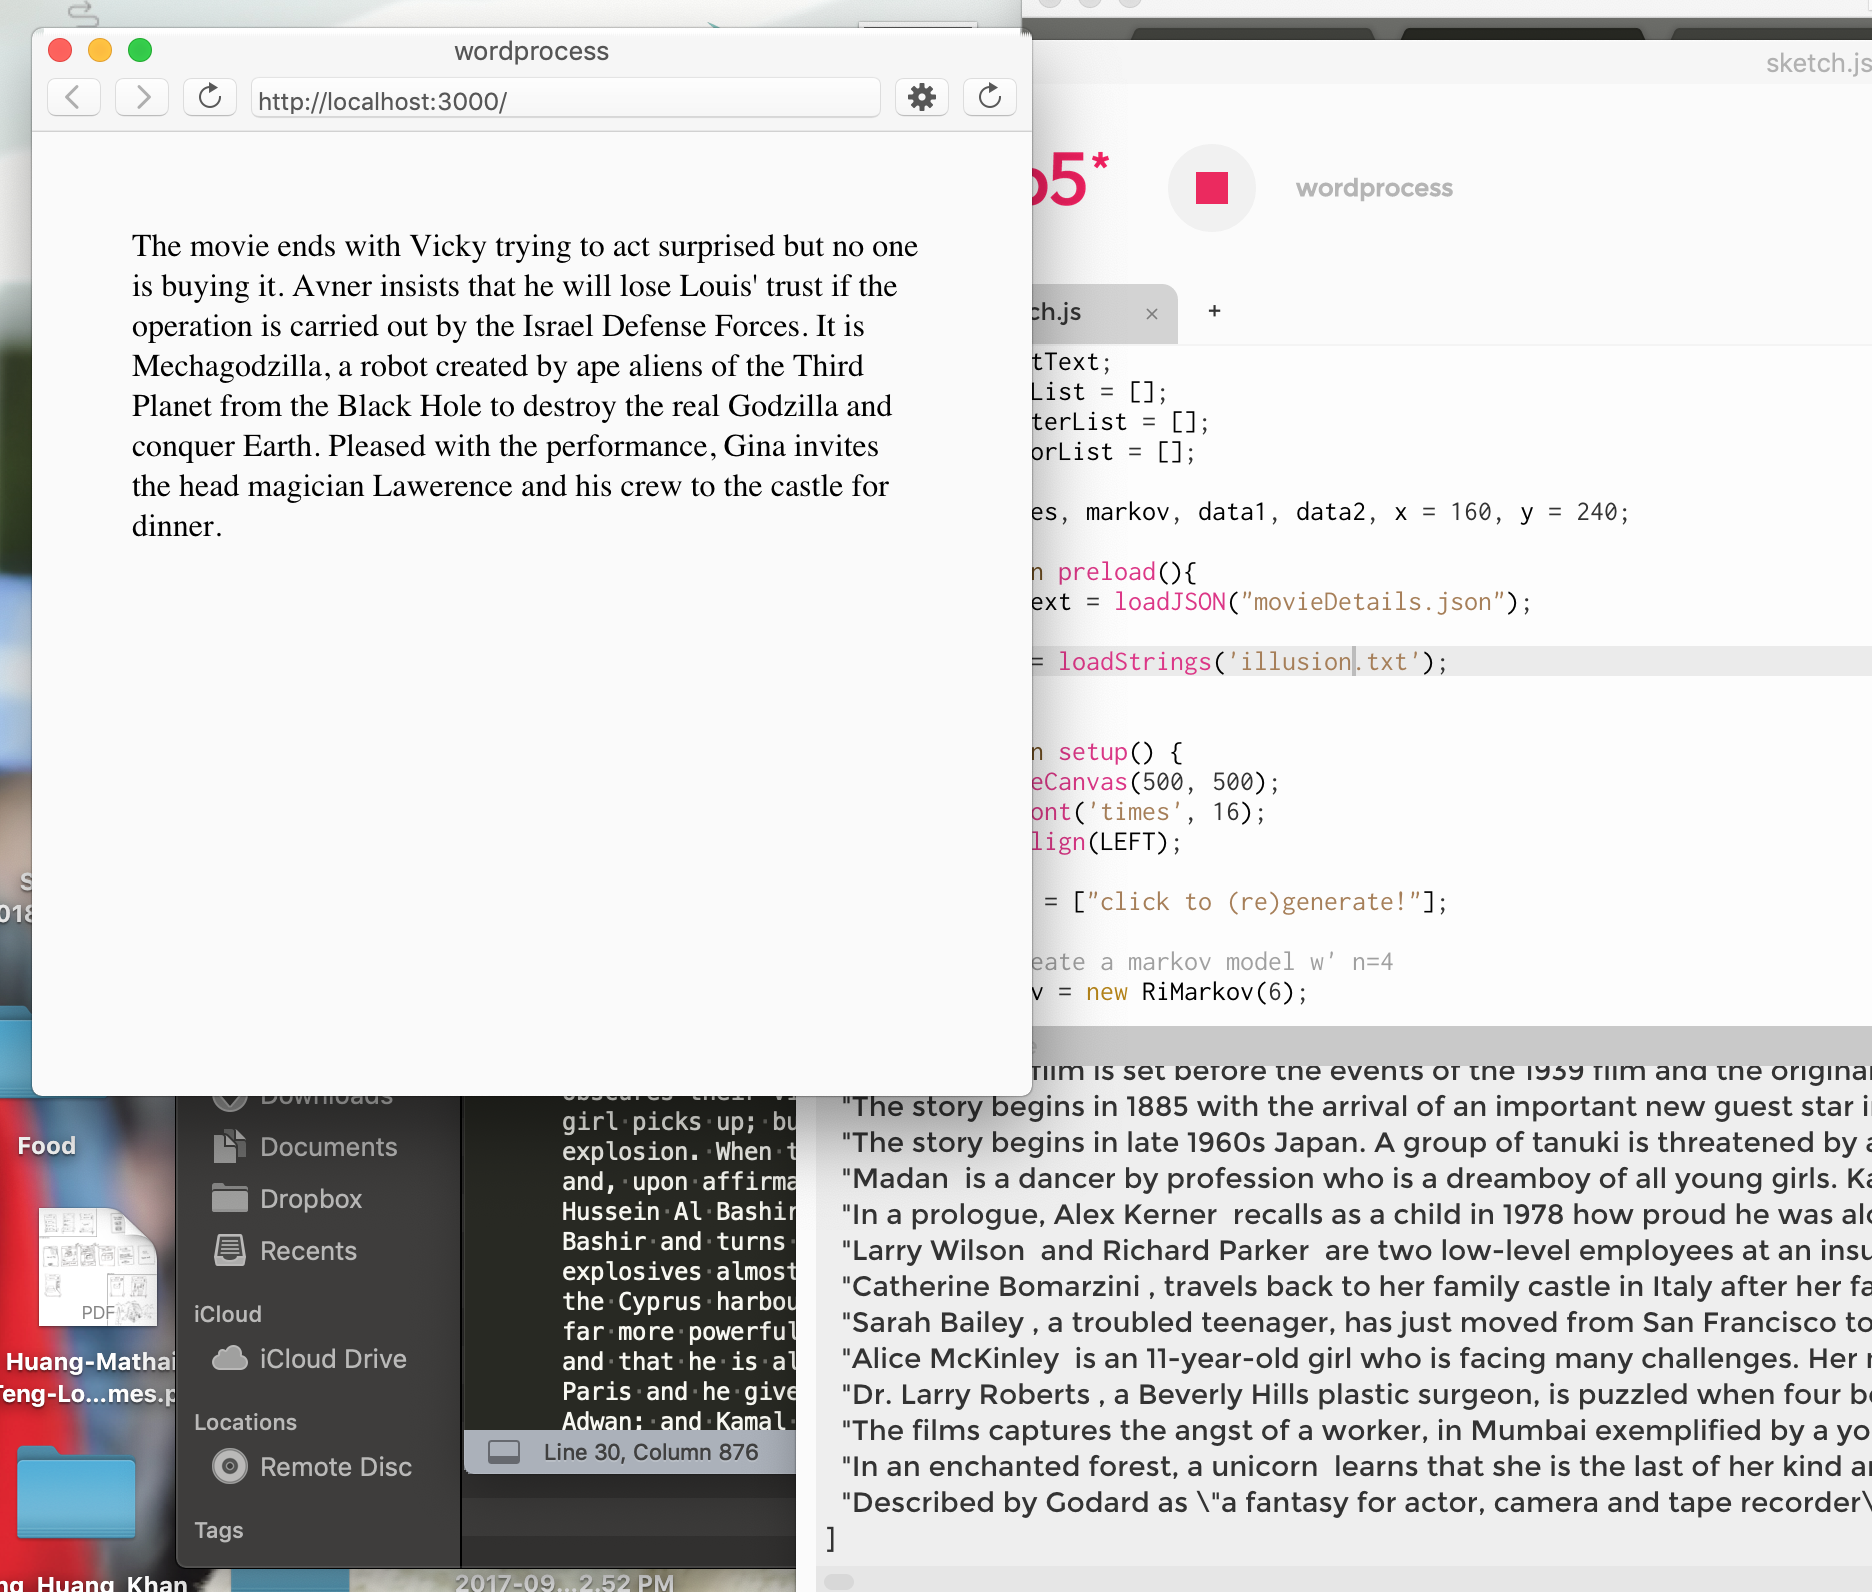 wordprocess
http://localhost:3000/
The movie ends with Vicky trying to act surprised but no one
is buying it. Avner insists that he will lose Louis' trust if the
operation is carried out by the Israel Defense Forces. It is
Mechagodzilla, a robot created by ape aliens of the Third
Planet from the Black Hole to destroy the real Godzilla and
conquer Earth. Pleased with the performance, Gina invites
the head magician Lawerence and his crew to the castle for
dinner.
sketch.js
5*
wordprocess
ch.js × +
tText;
List = [];
terList = [];
orList = [];
es, markov, data1, data2, x = 160, y = 240;
n preload(){
ext = loadJSON("movieDetails.json");
= loadStrings('illusion.txt');
n setup() {
eCanvas(500, 500);
ont('times', 16);
lign(LEFT);
= ["click to (re)generate!"];
eate a markov model w' n=4
v = new RiMarkov(6);
film is set before the events of the 1939 film and the origina
"The story begins in 1885 with the arrival of an important new guest star i
"The story begins in late 1960s Japan. A group of tanuki is threatened by a
"Madan  is a dancer by profession who is a dreamboy of all young girls. Ka
"In a prologue, Alex Kerner  recalls as a child in 1978 how proud he was alo
"Larry Wilson  and Richard Parker  are two low-level employees at an insu
"Catherine Bomarzini , travels back to her family castle in Italy after her fa
"Sarah Bailey , a troubled teenager, has just moved from San Francisco to
"Alice McKinley  is an 11-year-old girl who is facing many challenges. Her r
"Dr. Larry Roberts , a Beverly Hills plastic surgeon, is puzzled when four be
"The films captures the angst of a worker, in Mumbai exemplified by a yo
"In an enchanted forest, a unicorn  learns that she is the last of her kind an
"Described by Godard as \"a fantasy for actor, camera and tape recorder\
]
obscures their vi
girl picks up; bu
explosion. When t
and, upon affirma
Hussein Al Bashir
Bashir and turns
explosives almost
the Cyprus harbou
far more powerful
and that he is al
Paris and he give
Adwan; and Kamal
Line 30, Column 876
Downloads
Documents
Dropbox
Recents
iCloud
iCloud Drive
Locations
Remote Disc
Tags
S
018
Food
PDF
Huang-Mathai
Teng-Lo...mes.p
ng_Huang_Khan
2017-09...2.52 PM